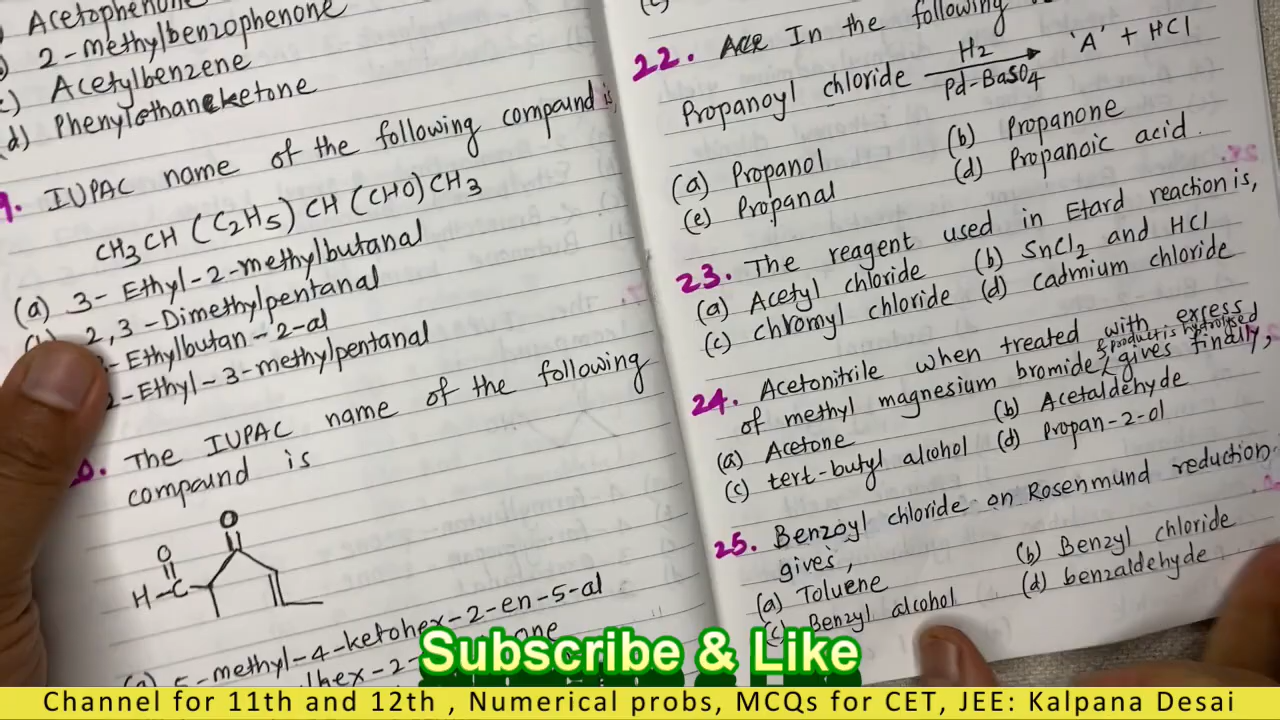 Acetophenone
2-methylbenzophenone
Acetylbenzene
d) Phenylethaneketone
9. IUPAC name of the following compound is,
CH3CH (C2H5) CH (CHO) CH3
(a) 3- Ethyl-2-methylbutanal
2,3-Dimethylpentanal
-Ethylbutan-2-al
2-Ethyl-3-methylpentanal
The IUPAC name of the following
compound is
O
O
H-C
5-methyl-4-ketohex-2-en-5-al
22. In the following
Propanoyl chloride H2 Pd-BaSO4 'A' + HCl
(a) Propanol (b) Propanone
(c) Propanal (d) Propanoic acid.
23. The reagent used in Etard reaction is,
(a) Acetyl chloride (b) SnCl2 and HCl
(c) chromyl chloride (d) cadmium chloride
24. Acetonitrile when treated with excess
of methyl magnesium bromide & product is hydrolised gives finally,
(a) Acetone (b) Acetaldehyde
(c) tert-butyl alcohol (d) Propan-2-ol
25. Benzoyl chloride on Rosenmund reduction
gives,
(a) Toluene (b) Benzyl chloride
(c) Benzyl alcohol (d) benzaldehyde
Subscribe & Like
Channel for 11th and 12th , Numerical probs, MCQs for CET, JEE: Kalpana Desai